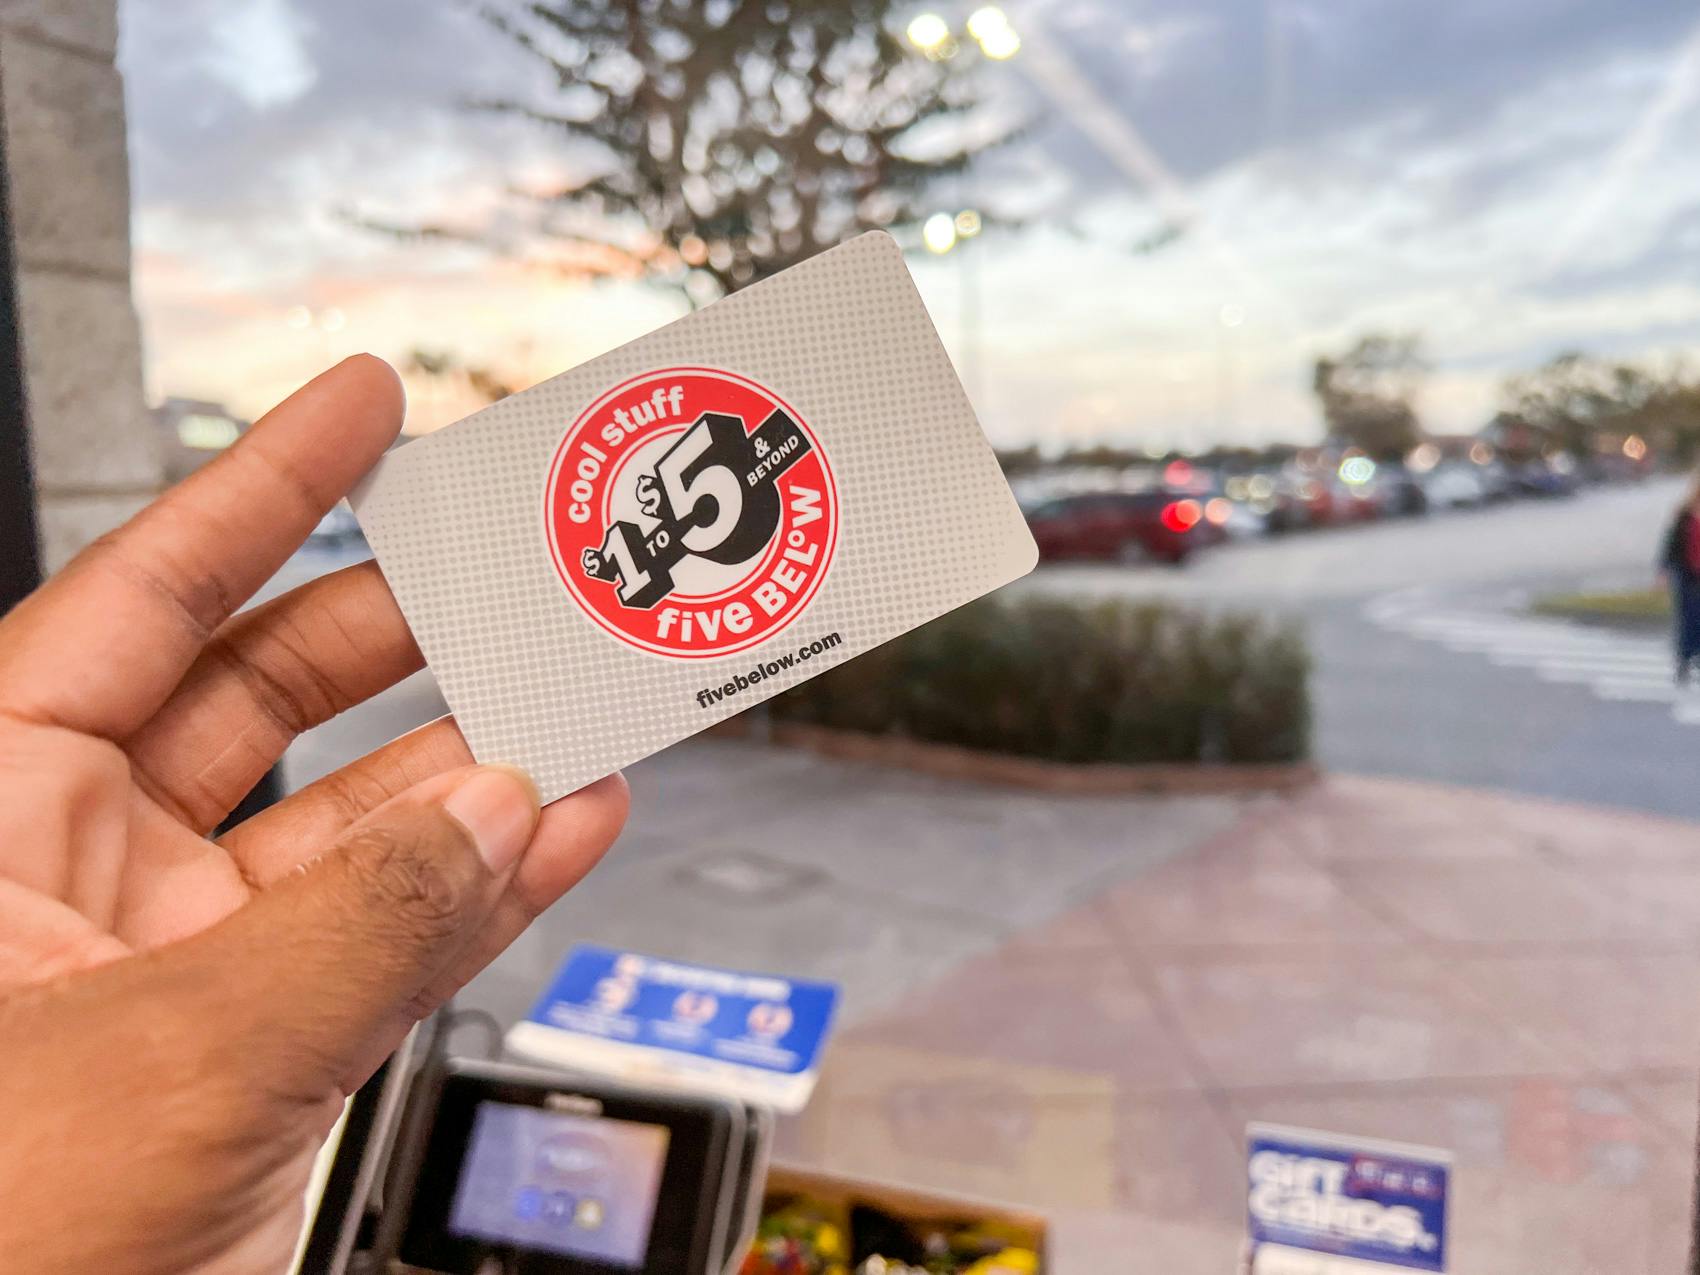 cool stuff
$1 TO $5 & BEYOND
five BELOW
fivebelow.com
GiFT
CaRDS.